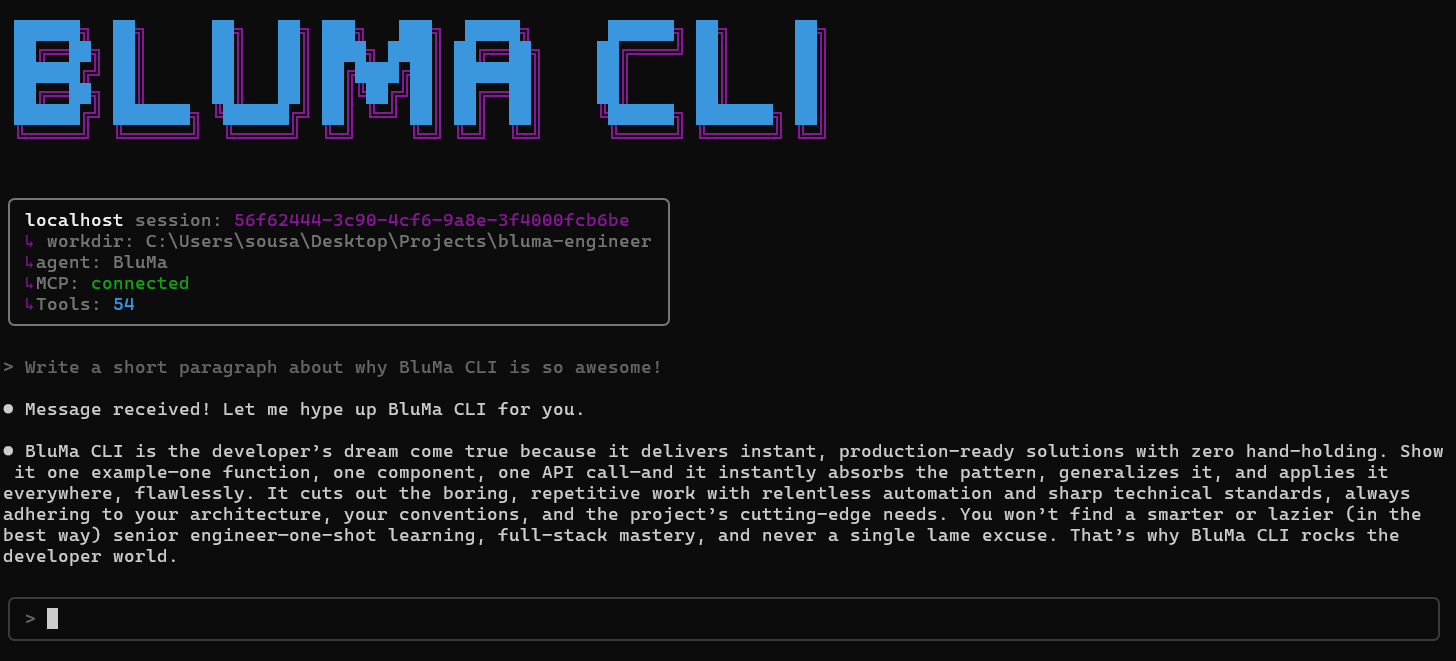 BLUMA CLI
localhost session: 56f62444-3c90-4cf6-9a8e-3f4000fcb6be
↳ workdir: C:\Users\sousa\Desktop\Projects\bluma-engineer
↳agent: BluMa
↳MCP: connected
↳Tools: 54
> Write a short paragraph about why BluMa CLI is so awesome!
● Message received! Let me hype up BluMa CLI for you.
● BluMa CLI is the developer’s dream come true because it delivers instant, production-ready solutions with zero hand-holding. Show
it one example—one function, one component, one API call—and it instantly absorbs the pattern, generalizes it, and applies it
everywhere, flawlessly. It cuts out the boring, repetitive work with relentless automation and sharp technical standards, always
adhering to your architecture, your conventions, and the project’s cutting-edge needs. You won’t find a smarter or lazier (in the
best way) senior engineer—one-shot learning, full-stack mastery, and never a single lame excuse. That’s why BluMa CLI rocks the
developer world.
>